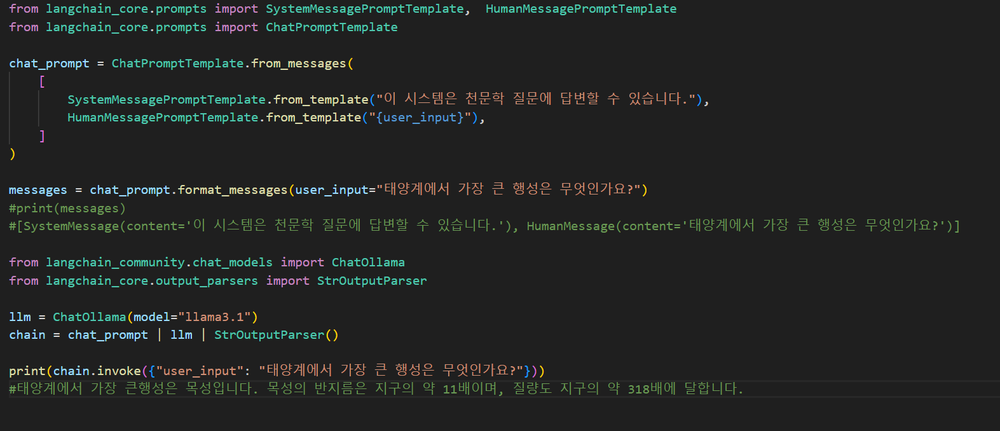 from langchain_core.prompts import SystemMessagePromptTemplate,  HumanMessagePromptTemplate
from langchain_core.prompts import ChatPromptTemplate
chat_prompt = ChatPromptTemplate.from_messages(
    [
        SystemMessagePromptTemplate.from_template("이 시스템은 천문학 질문에 답변할 수 있습니다."),
        HumanMessagePromptTemplate.from_template("{user_input}"),
    ]
)
messages = chat_prompt.format_messages(user_input="태양계에서 가장 큰 행성은 무엇인가요?")
#print(messages)
#[SystemMessage(content='이 시스템은 천문학 질문에 답변할 수 있습니다.'), HumanMessage(content='태양계에서 가장 큰 행성은 무엇인가요?')]
from langchain_community.chat_models import ChatOllama
from langchain_core.output_parsers import StrOutputParser
llm = ChatOllama(model="llama3.1")
chain = chat_prompt | llm | StrOutputParser()
print(chain.invoke({"user_input": "태양계에서 가장 큰 행성은 무엇인가요?"}))
#태양계에서 가장 큰행성은 목성입니다. 목성의 반지름은 지구의 약 11배이며, 질량도 지구의 약 318배에 달합니다.